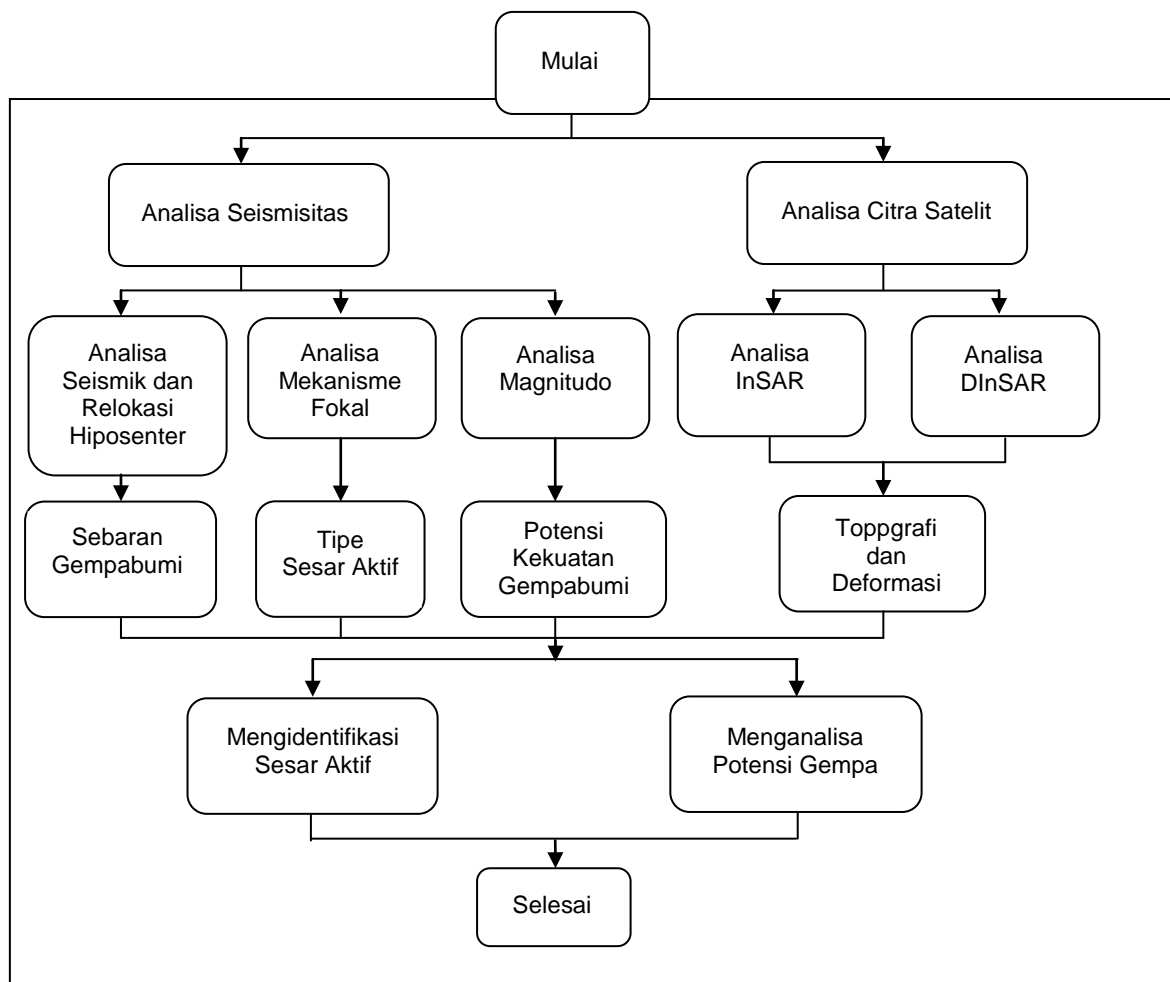 Mulai
Analisa Seismisitas
Analisa Citra Satelit
Analisa
Seismik dan
Relokasi
Hiposenter
Analisa
Mekanisme
Fokal
Analisa
Magnitudo
Analisa
InSAR
Analisa
DInSAR
Sebaran
Gempabumi
Tipe
Sesar Aktif
Potensi
Kekuatan
Gempabumi
Toppgrafi
dan
Deformasi
Mengidentifikasi
Sesar Aktif
Menganalisa
Potensi Gempa
Selesai